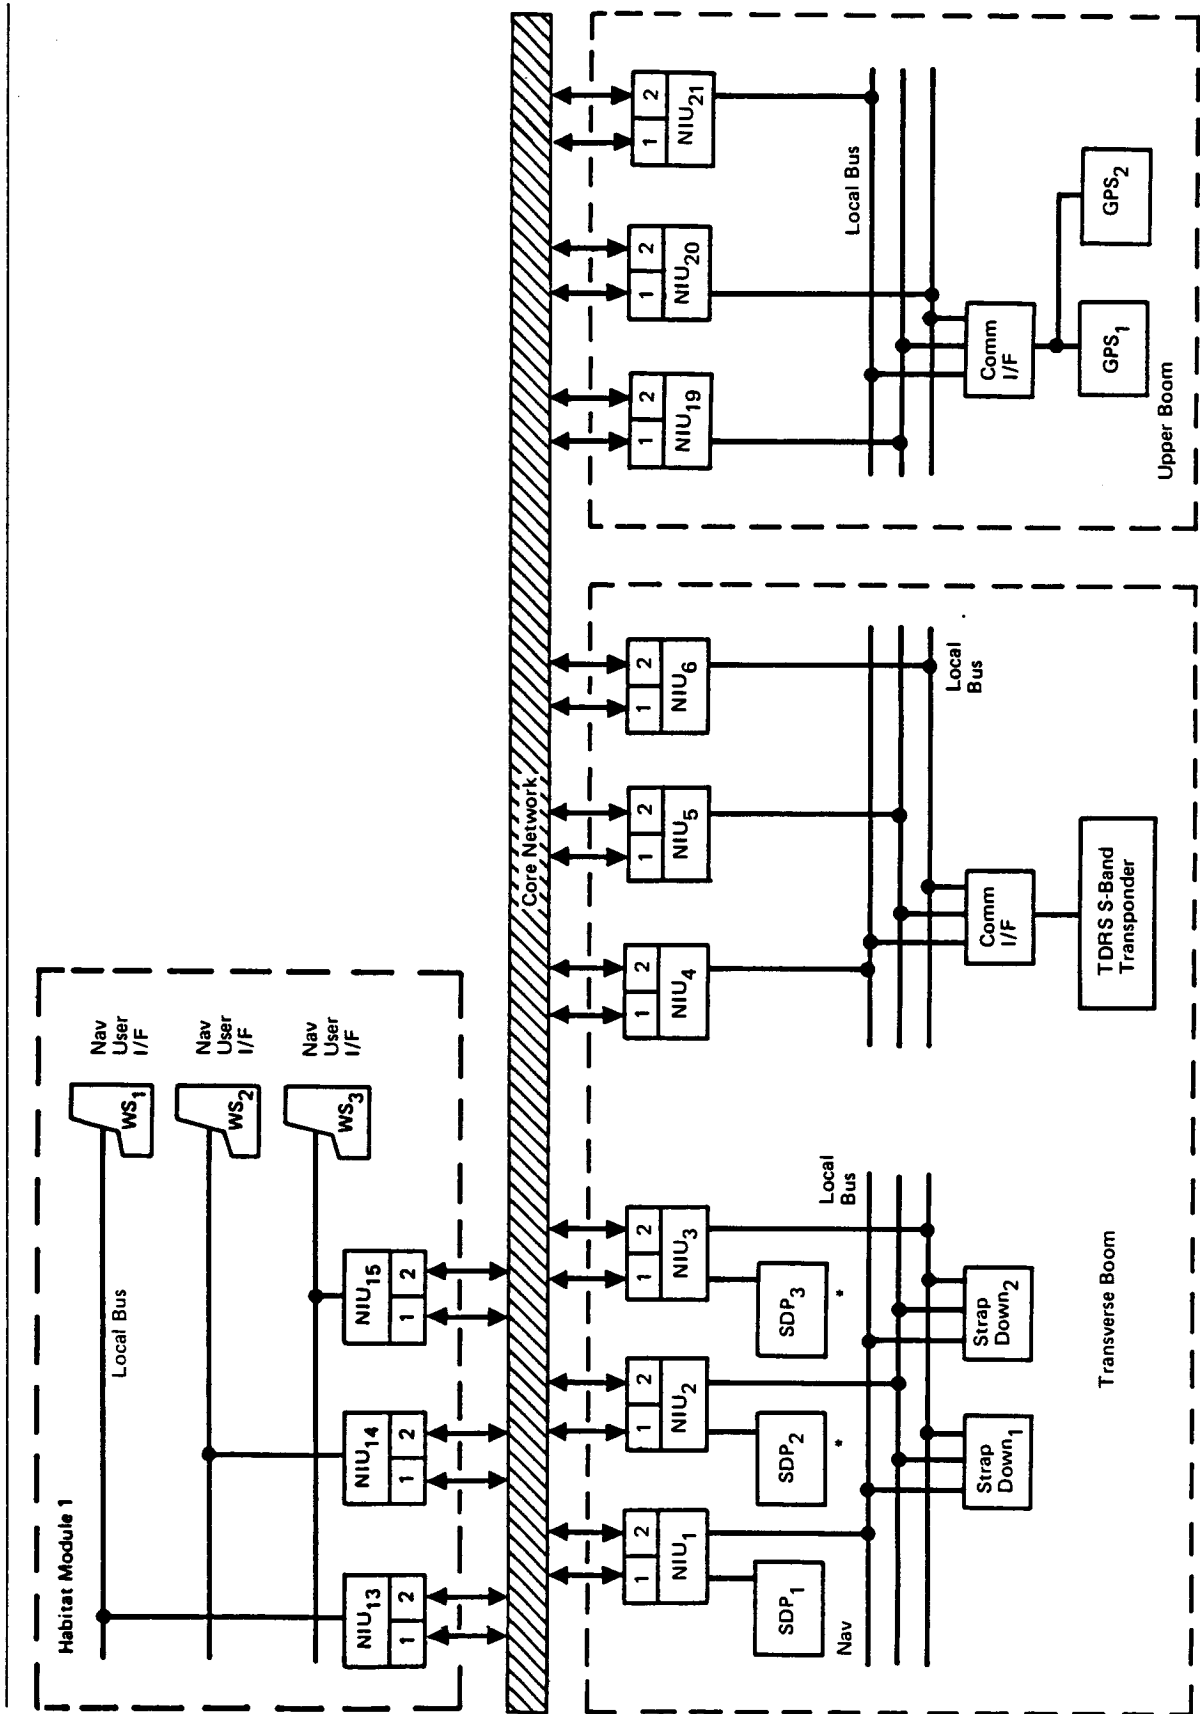 Habitat Module 1
Local Bus
WS1
Nav
User
I/F
WS2
Nav
User
I/F
WS3
Nav
User
I/F
NIU13
1 2
NIU14
1 2
NIU15
1 2
Core Network
1 2
NIU1
SDP1
Nav
1 2
NIU2
SDP2
*
1 2
NIU3
SDP3
*
Local
Bus
Strap
Down1
Strap
Down2
Transverse Boom
1 2
NIU4
1 2
NIU5
1 2
NIU6
Local
Bus
Comm
I/F
TDRS S-Band
Transponder
1 2
NIU19
1 2
NIU20
1 2
NIU21
Local Bus
Comm
I/F
GPS1
GPS2
Upper Boom